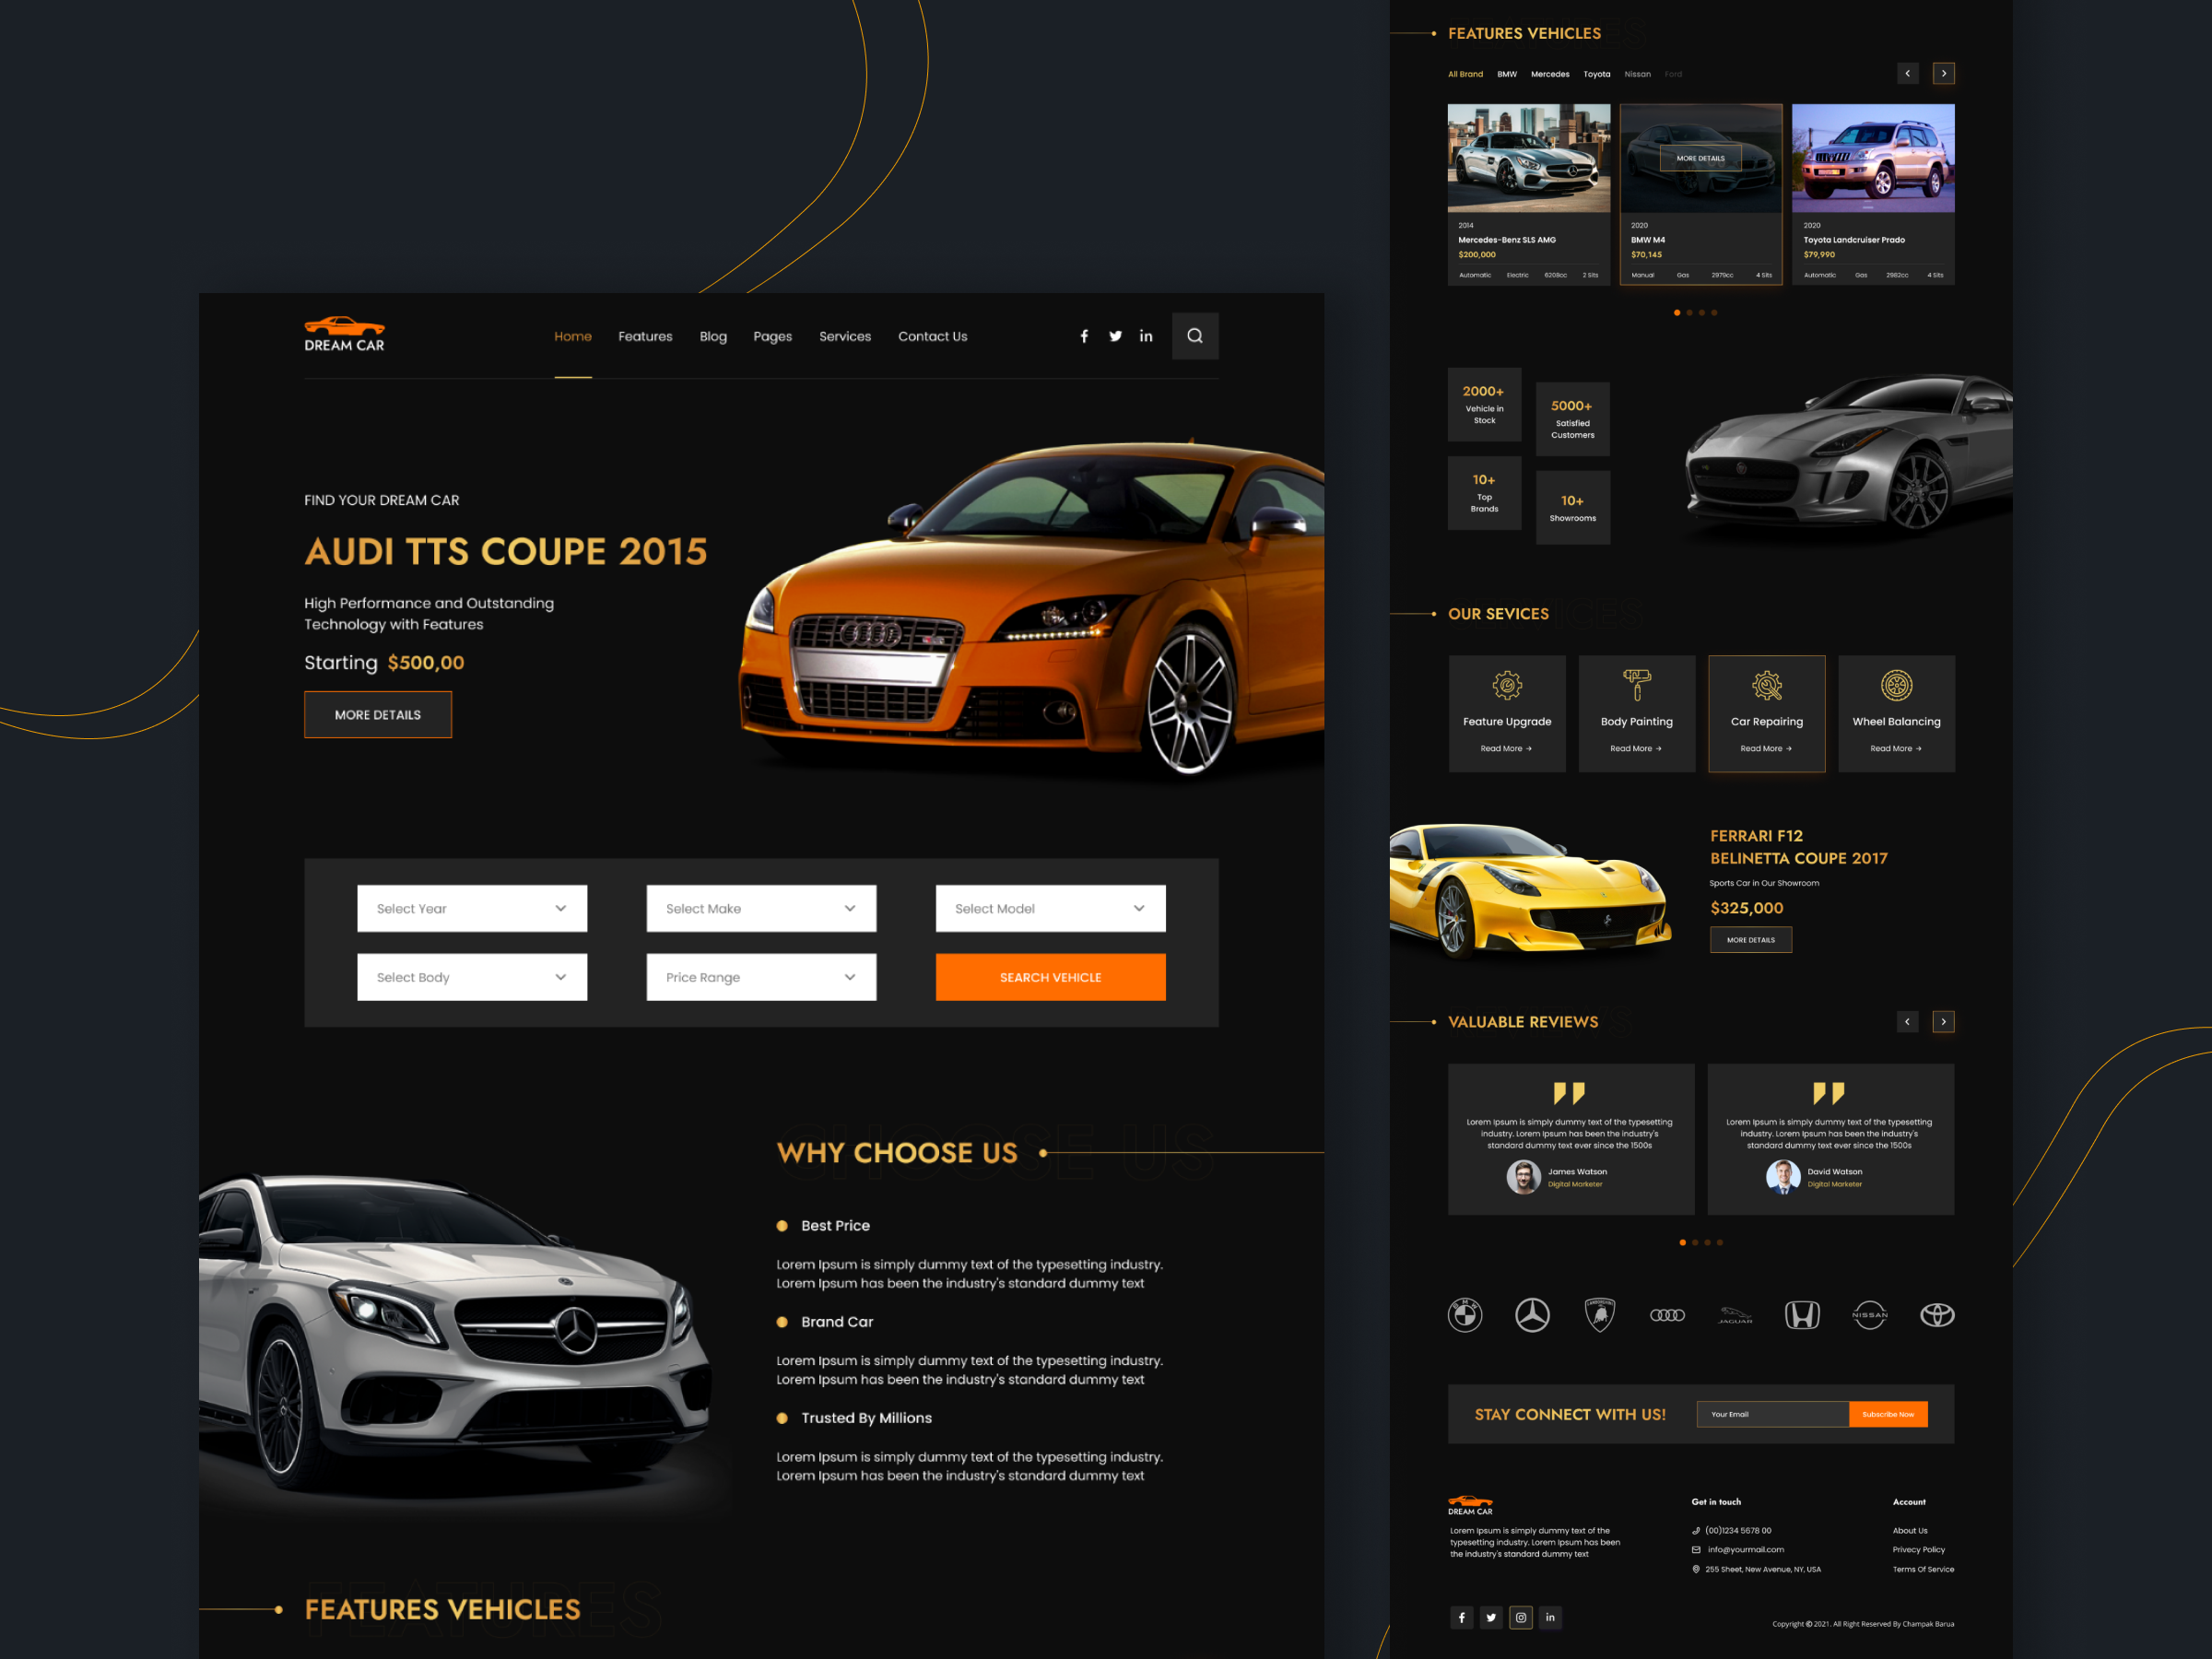 DREAM CAR
Home Features Blog Pages Services Contact Us
FIND YOUR DREAM CAR
AUDI TTS COUPE 2015
High Performance and Outstanding
Technology with Features
Starting $500,00
MORE DETAILS
Select Year
Select Make
Select Model
Select Body
Price Range
SEARCH VEHICLE
CHOOSE US
WHY CHOOSE US
Best Price
Lorem Ipsum is simply dummy text of the typesetting industry.
Lorem Ipsum has been the industry's standard dummy text
Brand Car
Lorem Ipsum is simply dummy text of the typesetting industry.
Lorem Ipsum has been the industry's standard dummy text
Trusted By Millions
Lorem Ipsum is simply dummy text of the typesetting industry.
Lorem Ipsum has been the industry's standard dummy text
FEATURES
FEATURES VEHICLES
FEATURES VEHICLES
All Brand BMW Mercedes Toyota Nissan Ford
2014
Mercedes-Benz SLS AMG
$200,000
Automatic Electric 6208cc 2 Sits
MORE DETAILS
2020
BMW M4
$70,145
Manual Gas 2979cc 4 Sits
2020
Toyota Landcruiser Prado
$79,990
Automatic Gas 2982cc 4 Sits
2000+
Vehicle in
Stock
5000+
Satisfied
Customers
10+
Top
Brands
10+
Showrooms
SERVICES
OUR SEVICES
Feature Upgrade
Read More →
Body Painting
Read More →
Car Repairing
Read More →
Wheel Balancing
Read More →
FERRARI F12
BELINETTA COUPE 2017
Sports Car in Our Showroom
$325,000
MORE DETAILS
VALUABLE REVIEWS
Lorem Ipsum is simply dummy text of the typesetting
industry. Lorem Ipsum has been the industry's
standard dummy text ever since the 1500s
James Watson
Digital Marketer
Lorem Ipsum is simply dummy text of the typesetting
industry. Lorem Ipsum has been the industry's
standard dummy text ever since the 1500s
David Watson
Digital Marketer
BMW
LAMBORGHINI
JAGUAR
NISSAN
STAY CONNECT WITH US!
Your Email
Subscribe Now
DREAM CAR
Lorem Ipsum is simply dummy text of the
typesetting industry. Lorem Ipsum has been
the industry's standard dummy text
Get in touch
(00)1234 5678 00
info@yourmail.com
255 Sheet, New Avenue, NY, USA
Account
About Us
Privecy Policy
Terms Of Service
Copyright © 2021. All Right Reserved By Champak Barua